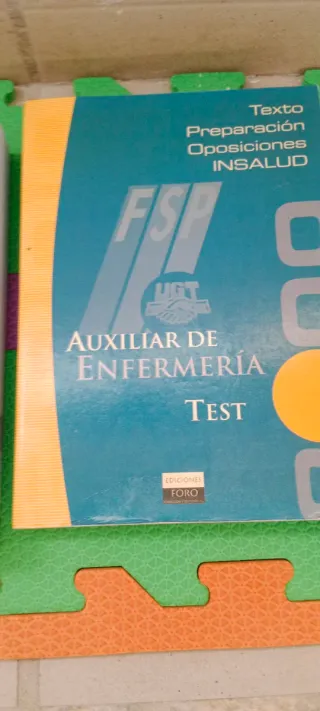 Texto
Preparación
Oposiciones
INSALUD
FSP
UGT
AUXILIAR DE
ENFERMERÍA
TEST
EDICIONES
FORO